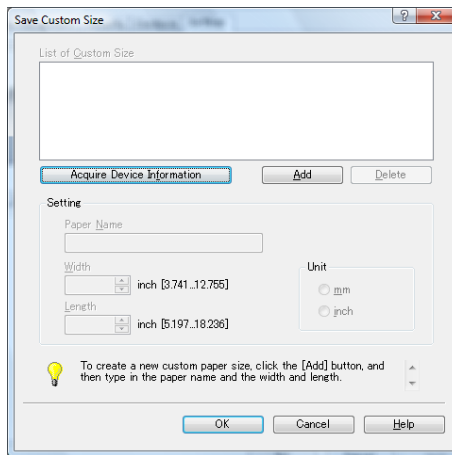 Save Custom Size
List of Custom Size
Acquire Device Information
Add
Delete
Setting
Paper Name
Width
inch [3.741...12.755]
Length
inch [5.197...18.236]
Unit
mm
inch
To create a new custom paper size, click the [Add] button, and
then type in the paper name and the width and length.
OK
Cancel
Help